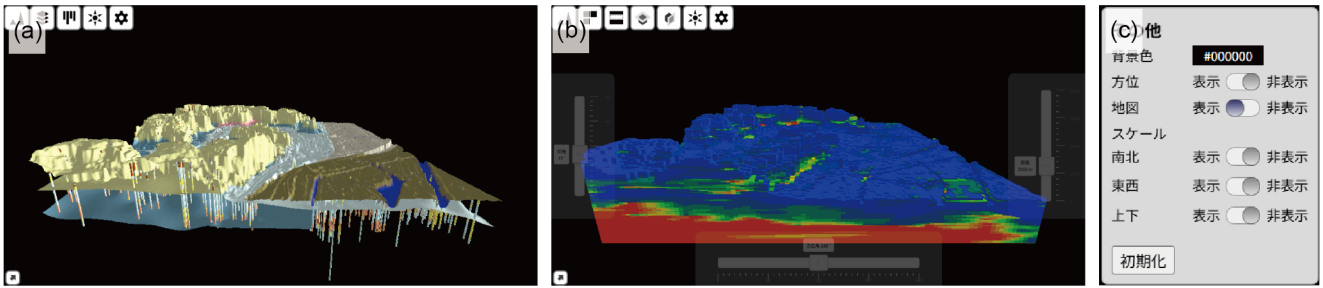 (a)
(b)
(c)
の他
背景色 #000000
方位 表示 非表示
地図 表示 非表示
スケール
南北 表示 非表示
東西 表示 非表示
上下 表示 非表示
初期化